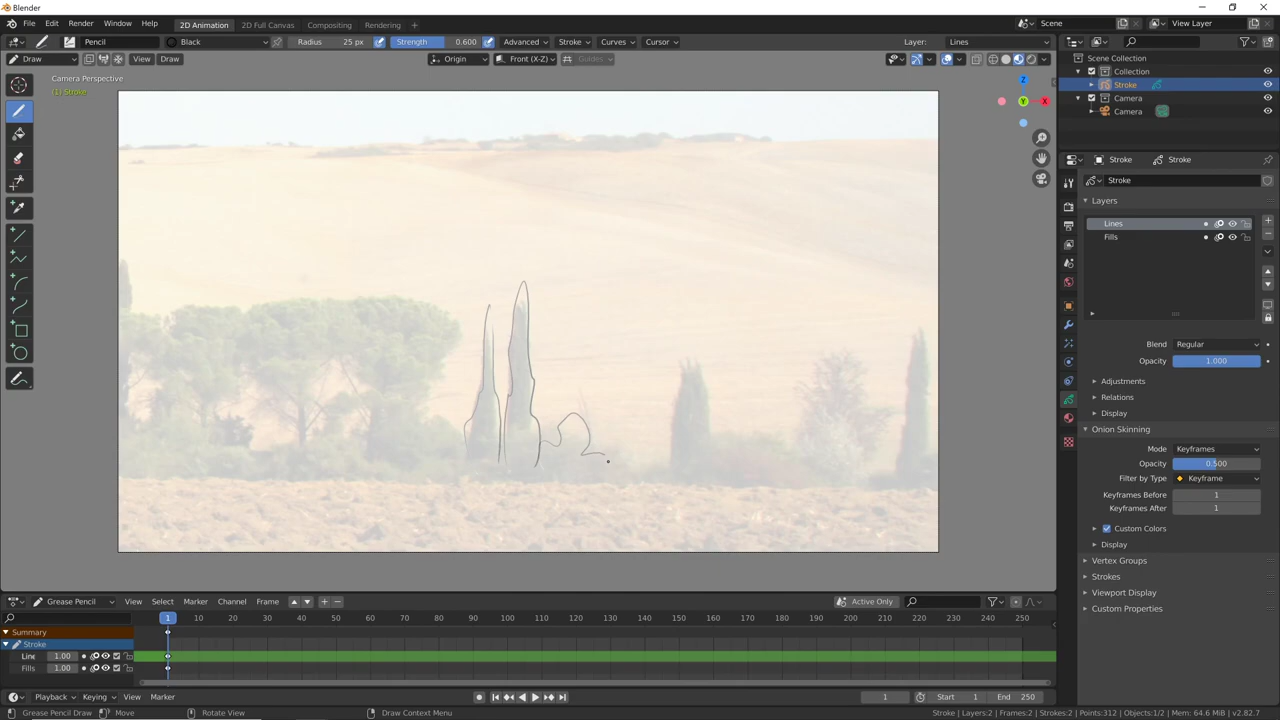 Blender
File Edit Render Window Help 2D Animation 2D Full Canvas Compositing Rendering + Scene View Layer
Pencil Black Radius 25 px Strength 0.600 Advanced Stroke Curves Cursor Layer: Lines
Draw View Draw Origin Front (X-Z) Guides
Camera Perspective
(1) Stroke
Z
Y
X
Scene Collection
Collection
Stroke
Camera
Camera
Stroke Stroke
Stroke
Layers
Lines
Fills
Blend Regular
Opacity 1.000
Adjustments
Relations
Display
Onion Skinning
Mode Keyframes
Opacity 0.500
Filter by Type Keyframe
Keyframes Before 1
Keyframes After 1
Custom Colors
Display
Vertex Groups
Strokes
Viewport Display
Custom Properties
Grease Pencil View Select Marker Channel Frame Active Only
1 10 20 30 40 50 60 70 80 90 100 110 120 130 140 150 160 170 180 190 200 210 220 230 240 250
Summary
Stroke
Line 1.00
Fills 1.00
Playback Keying View Marker 1 Start 1 End 250
Grease Pencil Draw Move Rotate View Draw Context Menu Stroke | Layers:2 | Frames:2 | Strokes:2 | Points:312 | Objects:1/2 | Mem: 64.6 MiB | v2.82.7